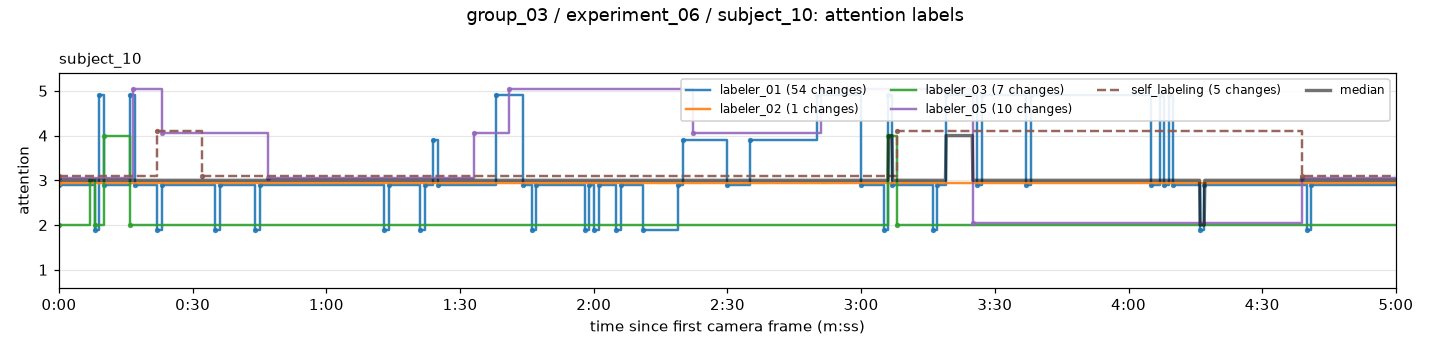 group_03 / experiment_06 / subject_10: attention labels
subject_10
labeler_01 (54 changes)
labeler_02 (1 changes)
labeler_03 (7 changes)
labeler_05 (10 changes)
self_labeling (5 changes)
median
attention
5
4
3
2
1
0:00 0:30 1:00 1:30 2:00 2:30 3:00 3:30 4:00 4:30 5:00
time since first camera frame (m:ss)